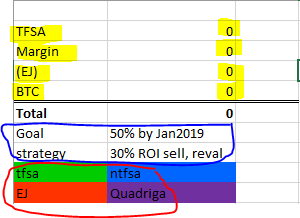 TFSA 0
Margin 0
(EJ) 0
BTC 0
Total 0
Goal 50% by Jan2019
strategy 30% ROI sell, reval
tfsa ntfsa
EJ Quadriga